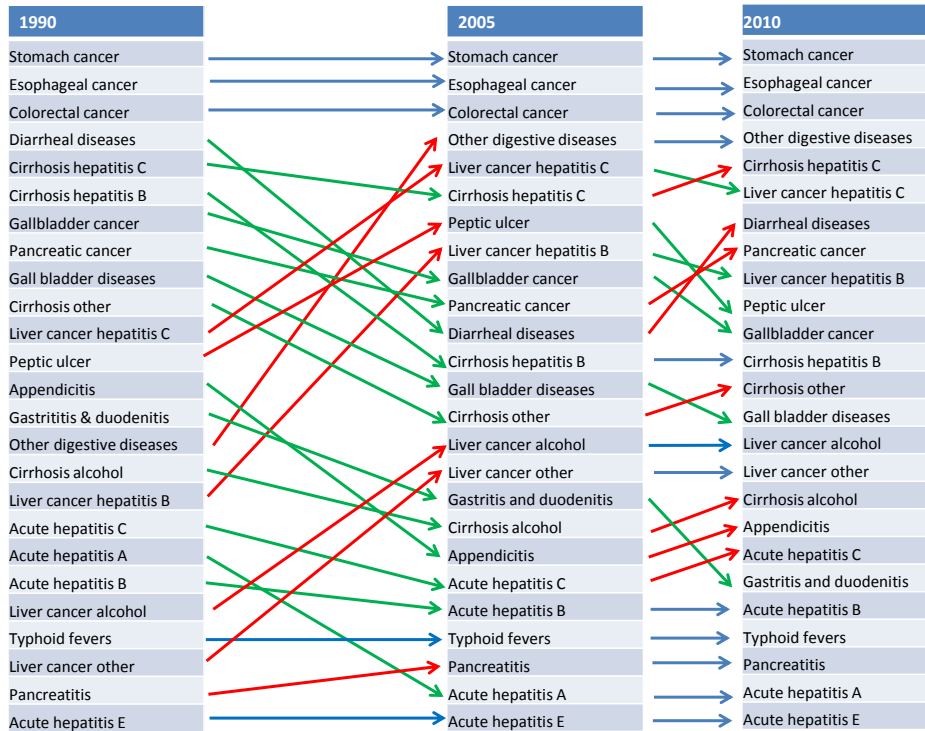 1990
Stomach cancer
Esophageal cancer
Colorectal cancer
Diarrheal diseases
Cirrhosis hepatitis C
Cirrhosis hepatitis B
Gallbladder cancer
Pancreatic cancer
Gall bladder diseases
Cirrhosis other
Liver cancer hepatitis C
Peptic ulcer
Appendicitis
Gastritis & duodenitis
Other digestive diseases
Cirrhosis alcohol
Liver cancer hepatitis B
Acute hepatitis C
Acute hepatitis A
Acute hepatitis B
Liver cancer alcohol
Typhoid fevers
Liver cancer other
Pancreatitis
Acute hepatitis E
2005
Stomach cancer
Esophageal cancer
Colorectal cancer
Other digestive diseases
Liver cancer hepatitis C
Cirrhosis hepatitis C
Peptic ulcer
Liver cancer hepatitis B
Gallbladder cancer
Pancreatic cancer
Diarrheal diseases
Cirrhosis hepatitis B
Gall bladder diseases
Cirrhosis other
Liver cancer alcohol
Liver cancer other
Gastritis and duodenitis
Cirrhosis alcohol
Appendicitis
Acute hepatitis C
Acute hepatitis B
Typhoid fevers
Pancreatitis
Acute hepatitis A
Acute hepatitis E
2010
Stomach cancer
Esophageal cancer
Colorectal cancer
Other digestive diseases
Cirrhosis hepatitis C
Liver cancer hepatitis C
Diarrheal diseases
Pancreatic cancer
Liver cancer hepatitis B
Peptic ulcer
Gallbladder cancer
Cirrhosis hepatitis B
Cirrhosis other
Gall bladder diseases
Liver cancer alcohol
Liver cancer other
Cirrhosis alcohol
Appendicitis
Acute hepatitis C
Gastritis and duodenitis
Acute hepatitis B
Typhoid fevers
Pancreatitis
Acute hepatitis A
Acute hepatitis E